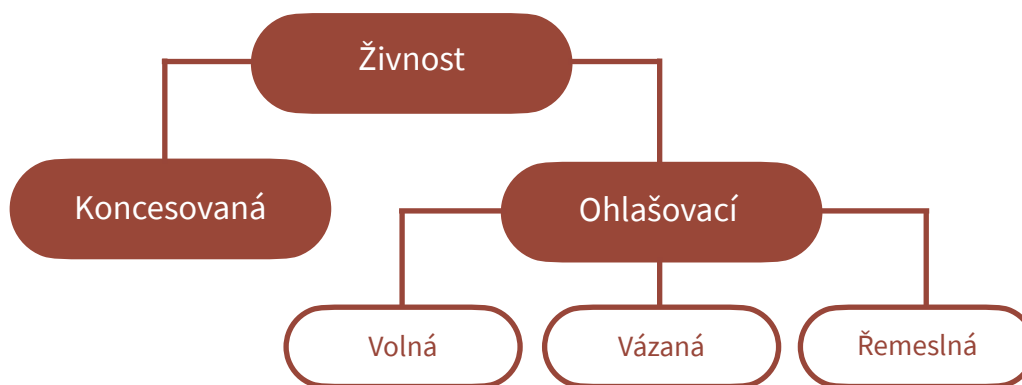 Živnost
Koncesovaná
Ohlašovací
Volná
Vázaná
Řemeslná